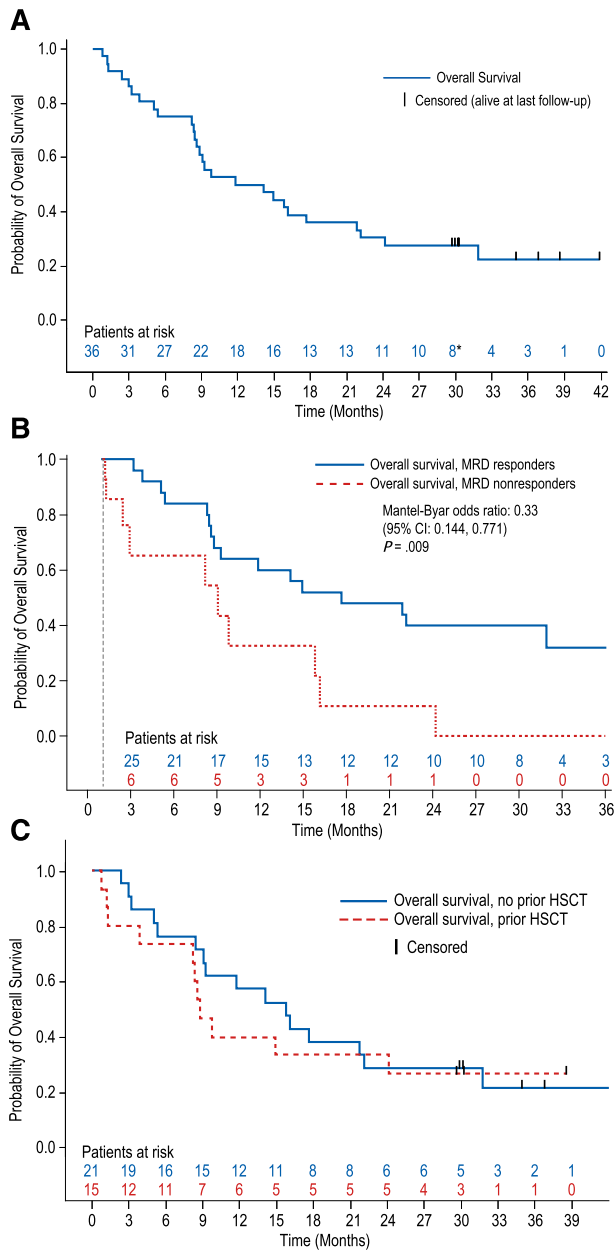 A
1.0
0.8
0.6
0.4
0.2
0.0
Probability of Overall Survival
Overall Survival
Censored (alive at last follow-up)
Patients at risk
36 31 27 22 18 16 13 13 11 10 8* 4 3 1 0
0 3 6 9 12 15 18 21 24 27 30 33 36 39 42
Time (Months)
B
1.0
0.8
0.6
0.4
0.2
0.0
Probability of Overall Survival
Overall survival, MRD responders
Overall survival, MRD nonresponders
Mantel-Byar odds ratio: 0.33
(95% CI: 0.144, 0.771)
P = .009
Patients at risk
25 21 17 15 13 12 12 10 10 8 4 3
6 6 5 3 3 1 1 1 0 0 0 0
0 3 6 9 12 15 18 21 24 27 30 33 36
Time (Months)
C
1.0
0.8
0.6
0.4
0.2
0.0
Probability of Overall Survival
Overall survival, no prior HSCT
Overall survival, prior HSCT
Censored
Patients at risk
21 19 16 15 12 11 8 8 6 6 5 3 2 1
15 12 11 7 6 5 5 5 5 4 3 1 1 0
0 3 6 9 12 15 18 21 24 27 30 33 36 39
Time (Months)